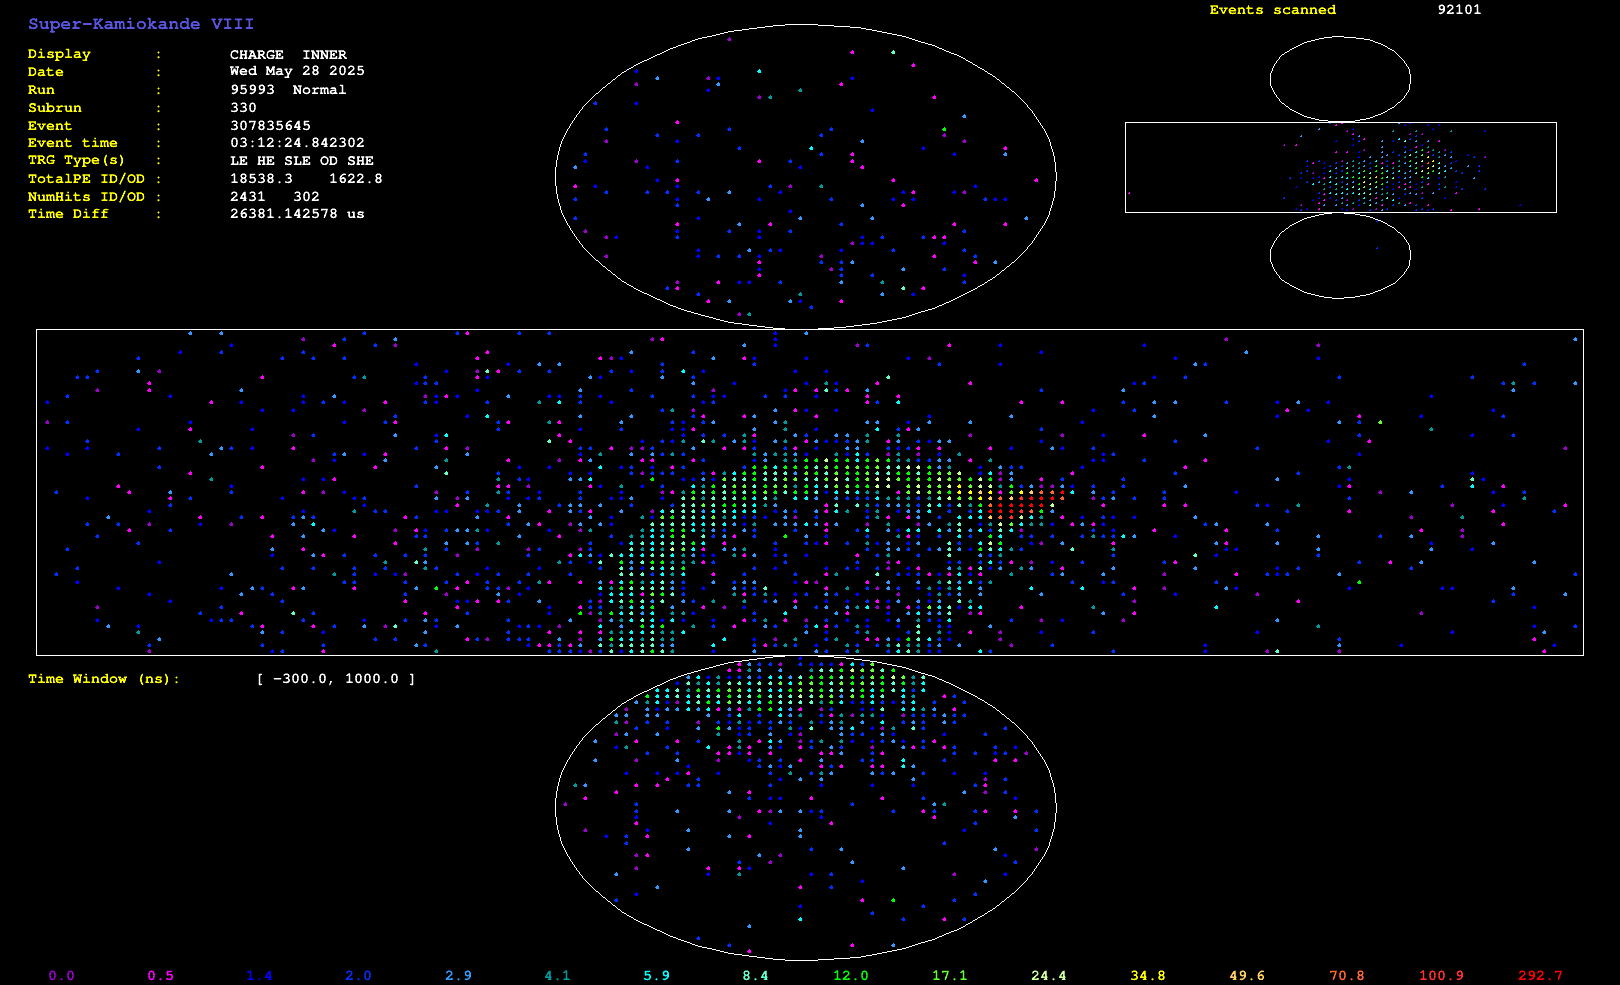 Super-Kamiokande VIII
Events scanned 92101
Display : CHARGE INNER
Date : Wed May 28 2025
Run : 95993 Normal
Subrun : 330
Event : 307835645
Event time : 03:12:24.842302
TRG Type(s) : LE HE SLE OD SHE
TotalPE ID/OD : 18538.3 1622.8
NumHits ID/OD : 2431 302
Time Diff : 26381.142578 us
Time Window (ns): [ -300.0, 1000.0 ]
0.0 0.5 1.4 2.0 2.9 4.1 5.9 8.4 12.0 17.1 24.4 34.8 49.6 70.8 100.9 292.7